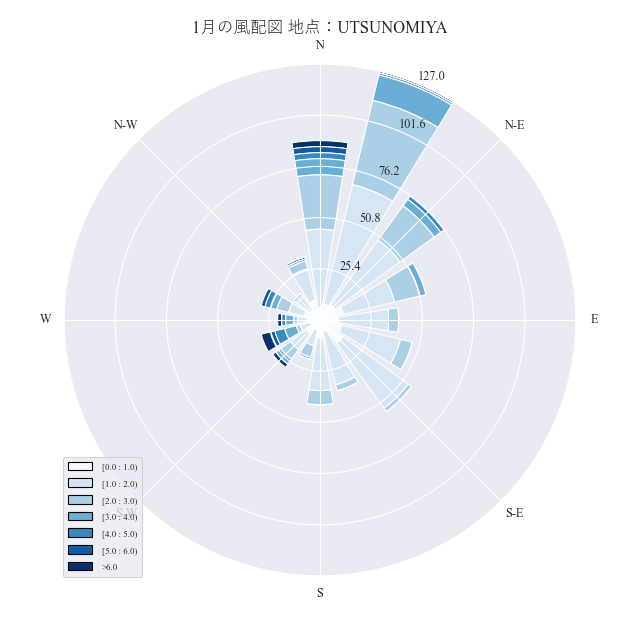 1月の風配図 地点：UTSUNOMIYA
N
127.0
N-W
101.6
N-E
76.2
50.8
25.4
W
E
[0.0 : 1.0)
[1.0 : 2.0)
[2.0 : 3.0)
S-W
[3.0 : 4.0)
S-E
[4.0 : 5.0)
[5.0 : 6.0)
>6.0
S